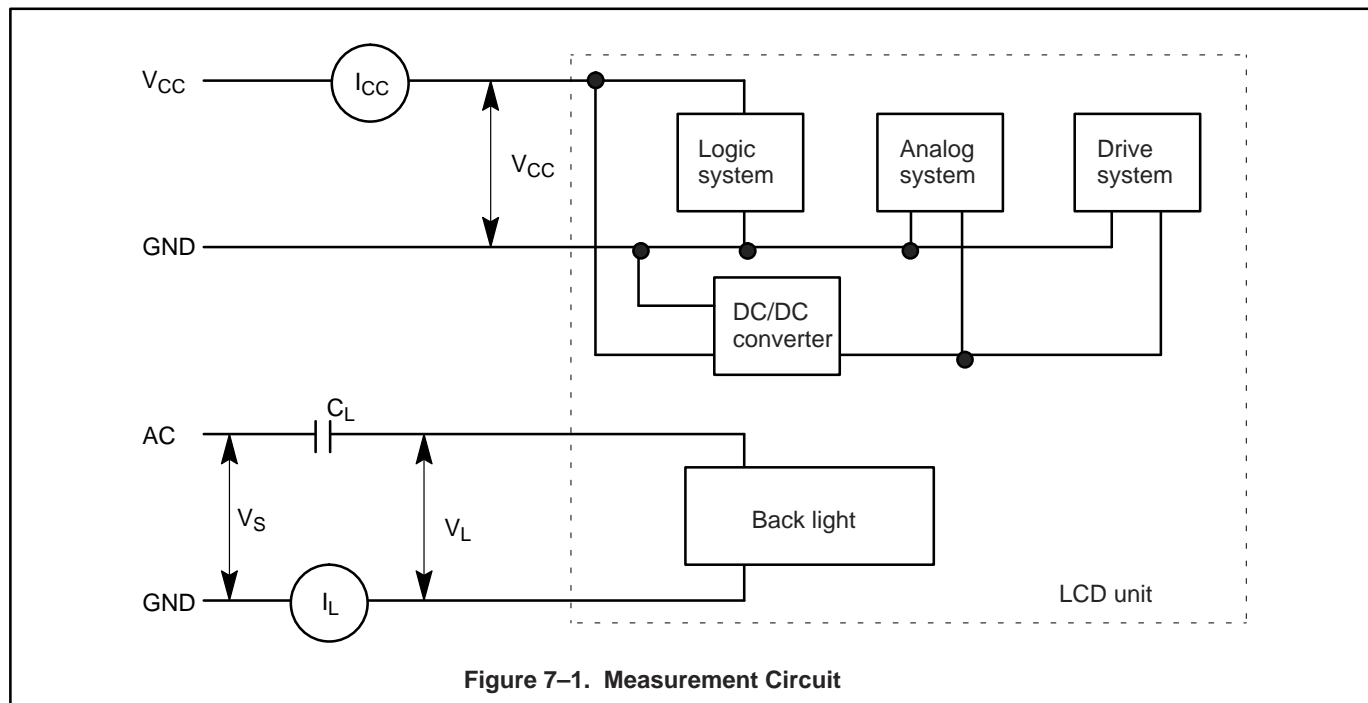 VCC
ICC
VCC
Logic
system
Analog
system
Drive
system
GND
DC/DC
converter
CL
AC
VS
VL
Back light
GND
IL
LCD unit
Figure 7–1. Measurement Circuit